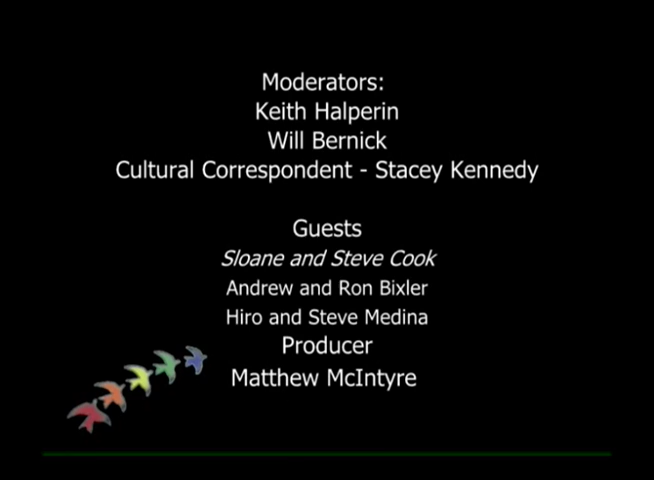 Moderators:
Keith Halperin
Will Bernick
Cultural Correspondent - Stacey Kennedy
Guests
Sloane and Steve Cook
Andrew and Ron Bixler
Hiro and Steve Medina
Producer
Matthew McIntyre